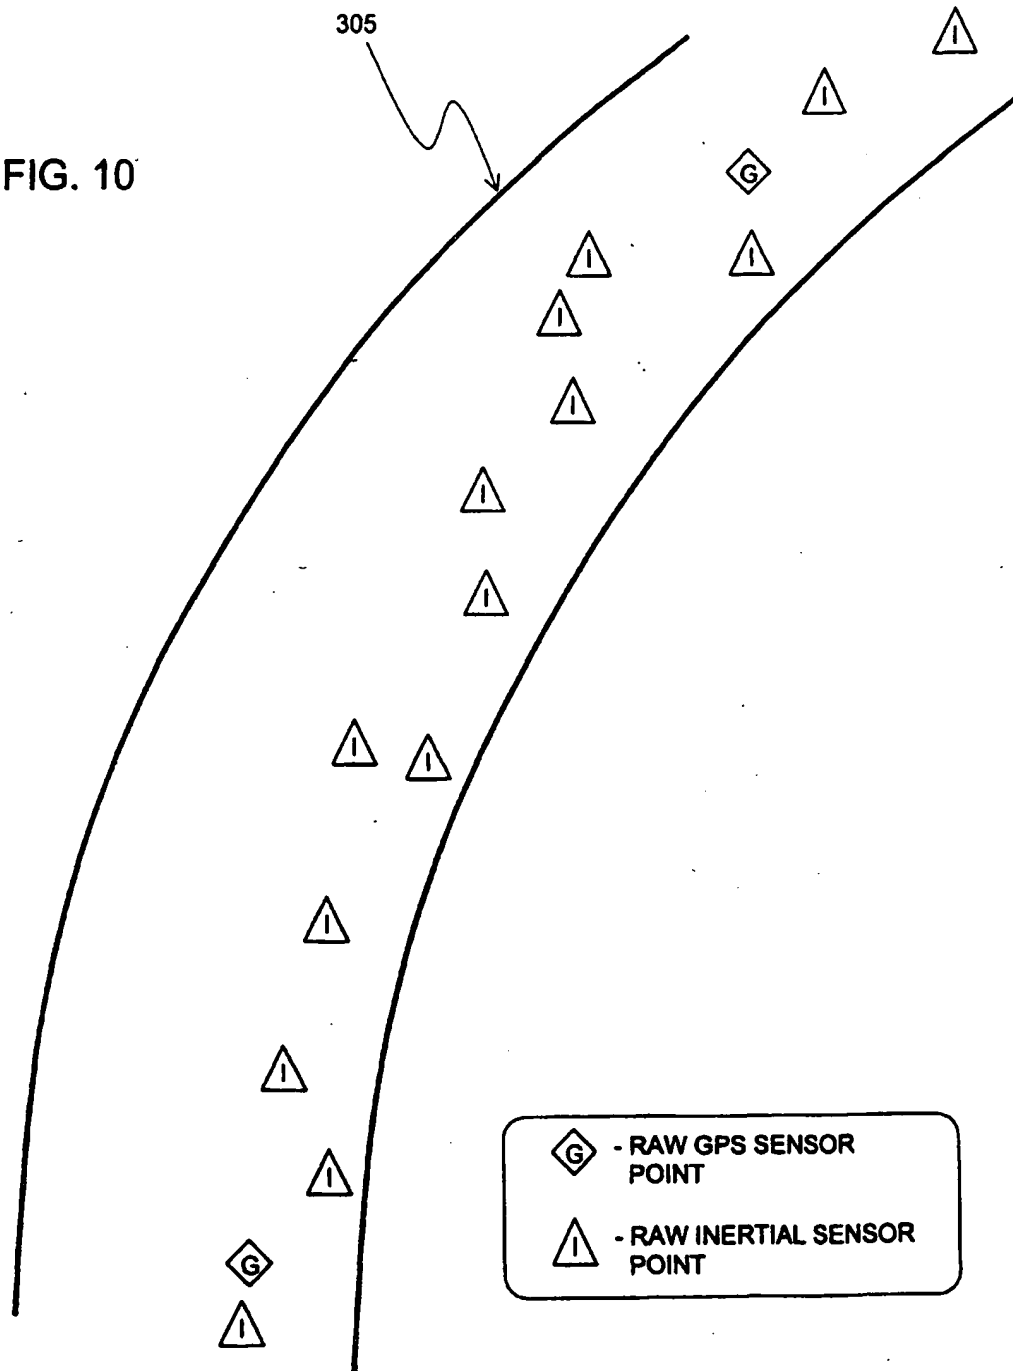 305
I
I
FIG. 10
G
I
I
I
I
I
I
I
I
I
I
I
G
I
G - RAW GPS SENSOR
POINT
I - RAW INERTIAL SENSOR
POINT